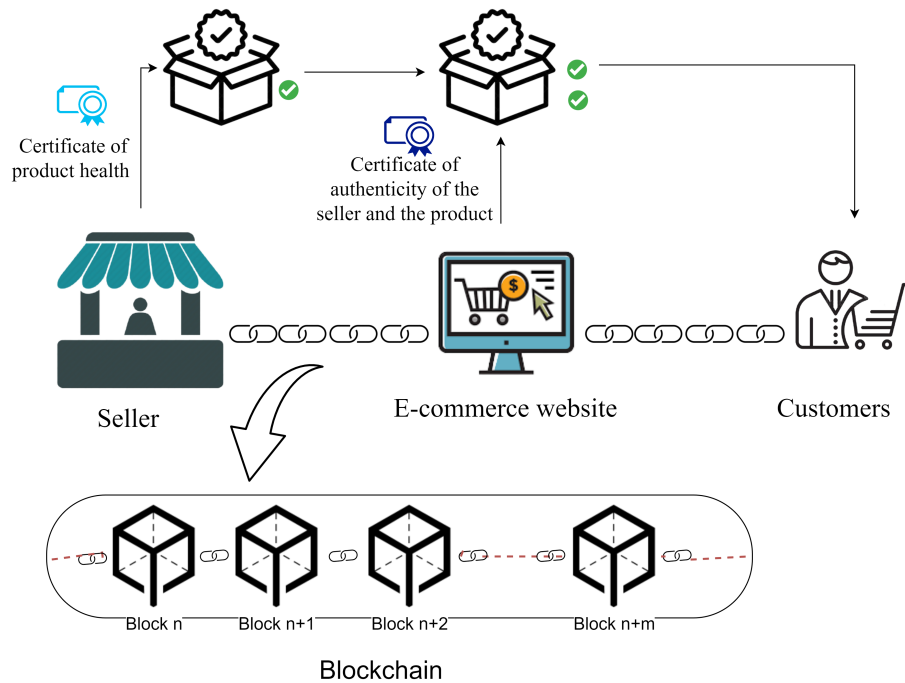 Certificate of
product health
Certificate of
authenticity of the
seller and the product
$
Seller
E-commerce website
Customers
Block n
Block n+1
Block n+2
Block n+m
Blockchain